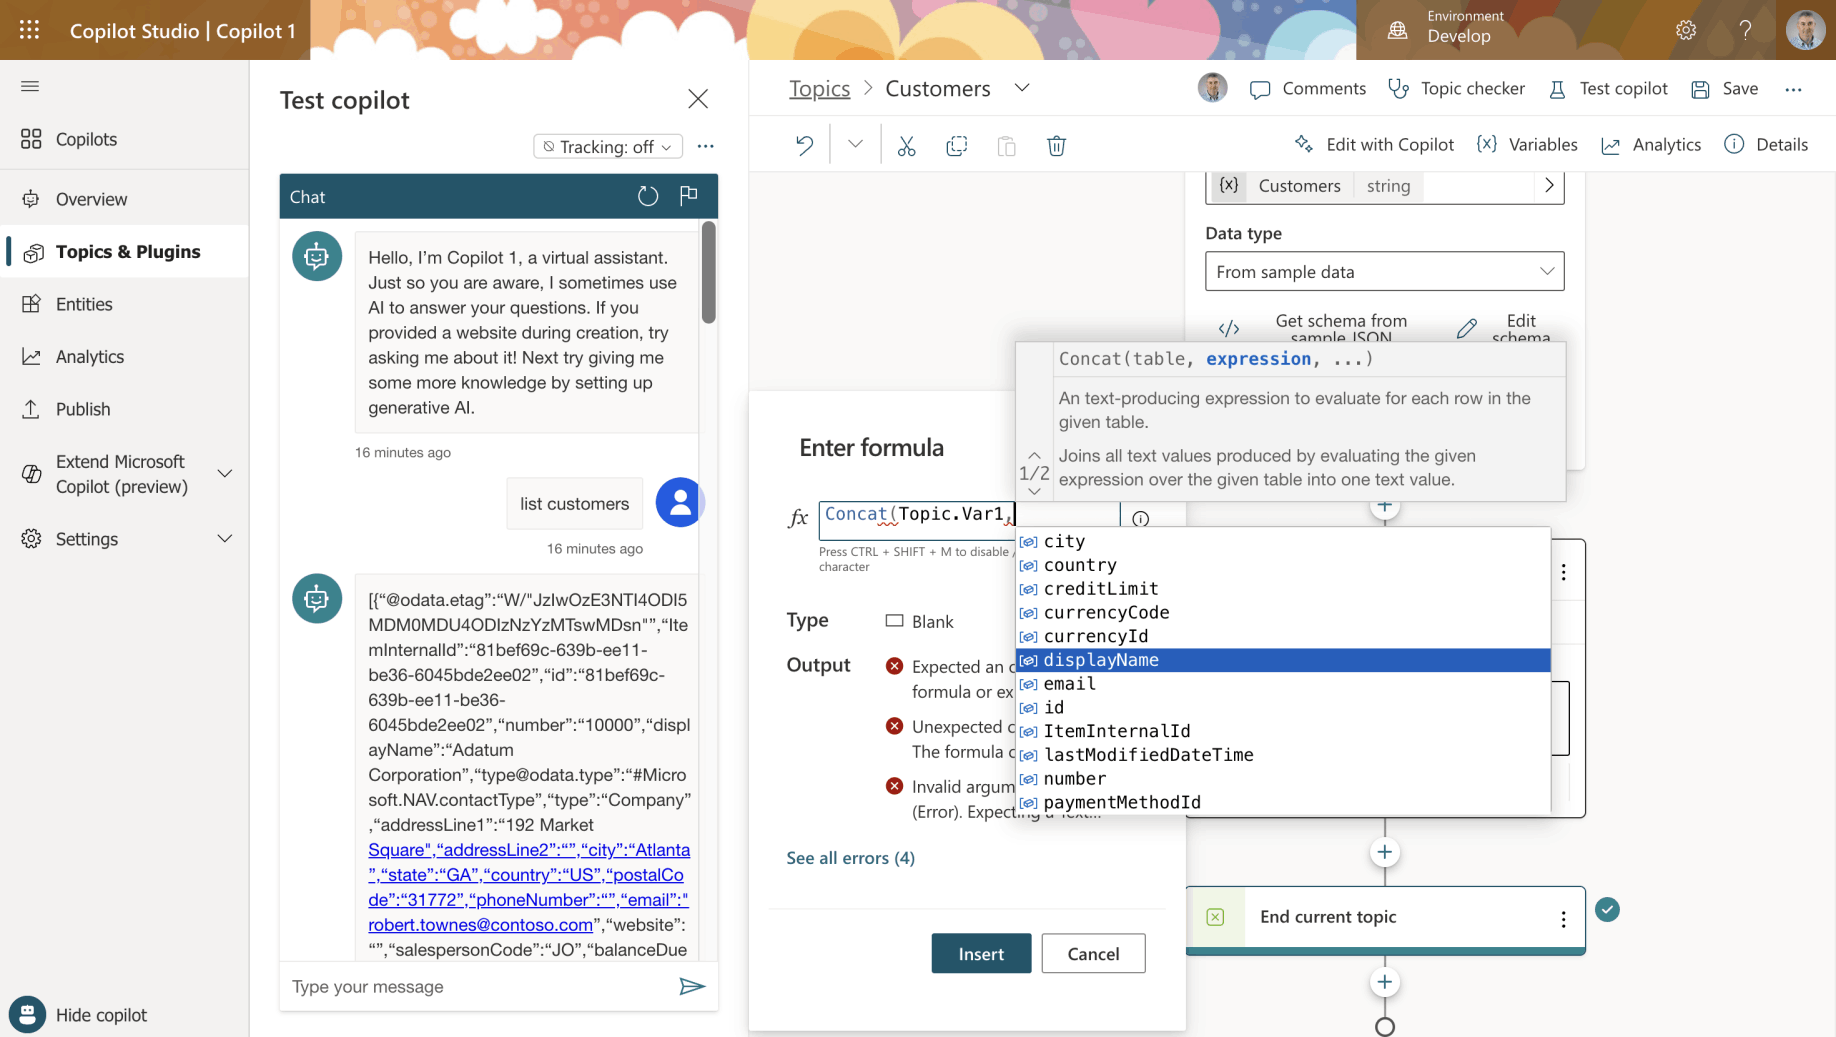 Copilot Studio | Copilot 1
Environment
Develop
Copilots
Overview
Topics & Plugins
Entities
Analytics
Publish
Extend Microsoft
Copilot (preview)
Settings
Hide copilot
Test copilot
Tracking: off
Chat
Hello, I’m Copilot 1, a virtual assistant.
Just so you are aware, I sometimes use
AI to answer your questions. If you
provided a website during creation, try
asking me about it! Next try giving me
some more knowledge by setting up
generative AI.
16 minutes ago
list customers
16 minutes ago
[{“@odata.etag”:“W/"JzIwOzE3NTI4ODI5
MDM0MDU4ODIzNzYzMTswMDsn"”,“Ite
mInternalId”:“81bef69c-639b-ee11-
be36-6045bde2ee02”,“id”:“81bef69c-
639b-ee11-be36-
6045bde2ee02”,“number”:“10000”,“displ
ayName”:“Adatum
Corporation”,“type@odata.type”:“#Micro
soft.NAV.contactType”,“type”:“Company”
,“addressLine1”:“192 Market
Square",“addressLine2”:“”,“city”:“Atlanta
”,“state”:“GA”,“country”:“US”,“postalCo
de”:“31772”,“phoneNumber”:“”,“email”:"
robert.townes@contoso.com”,“website”:
“”,“salespersonCode”:“JO”,“balanceDue
Type your message
Topics > Customers
Comments
Topic checker
Test copilot
Save
Edit with Copilot
{x} Variables
Analytics
Details
{x} Customers string
Data type
From sample data
Get schema from
sample JSON
Edit
schema
Concat(table, expression, ...)
An text-producing expression to evaluate for each row in the
given table.
1/2
Joins all text values produced by evaluating the given
expression over the given table into one text value.
Enter formula
fx Concat(Topic.Var1,
Press CTRL + SHIFT + M to disable /
character
city
country
creditLimit
currencyCode
currencyId
displayName
email
id
ItemInternalId
lastModifiedDateTime
number
paymentMethodId
Type
Blank
Output
Expected an
formula or ex
Unexpected
The formula
Invalid argum
(Error). Expecting a Text...
See all errors (4)
Insert
Cancel
End current topic